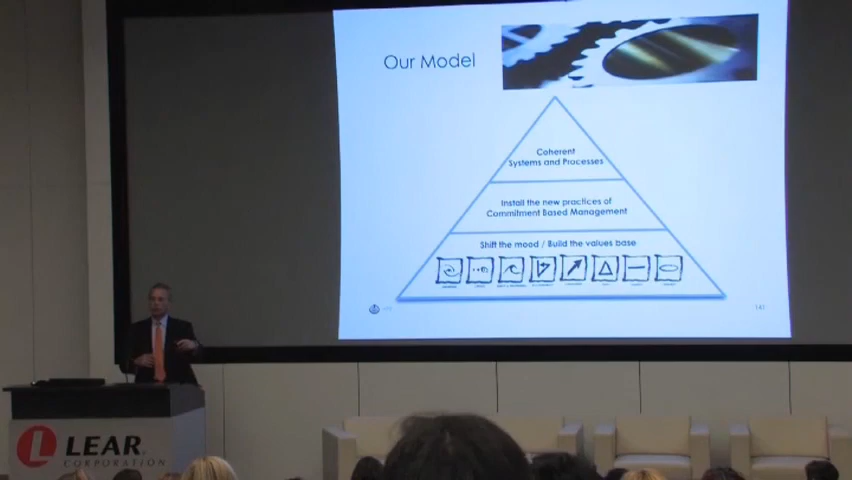 Our Model
Coherent
Systems and Processes
Install the new practices of
Commitment Based Management
Shift the mood / Build the values base
LEAR
CORPORATION